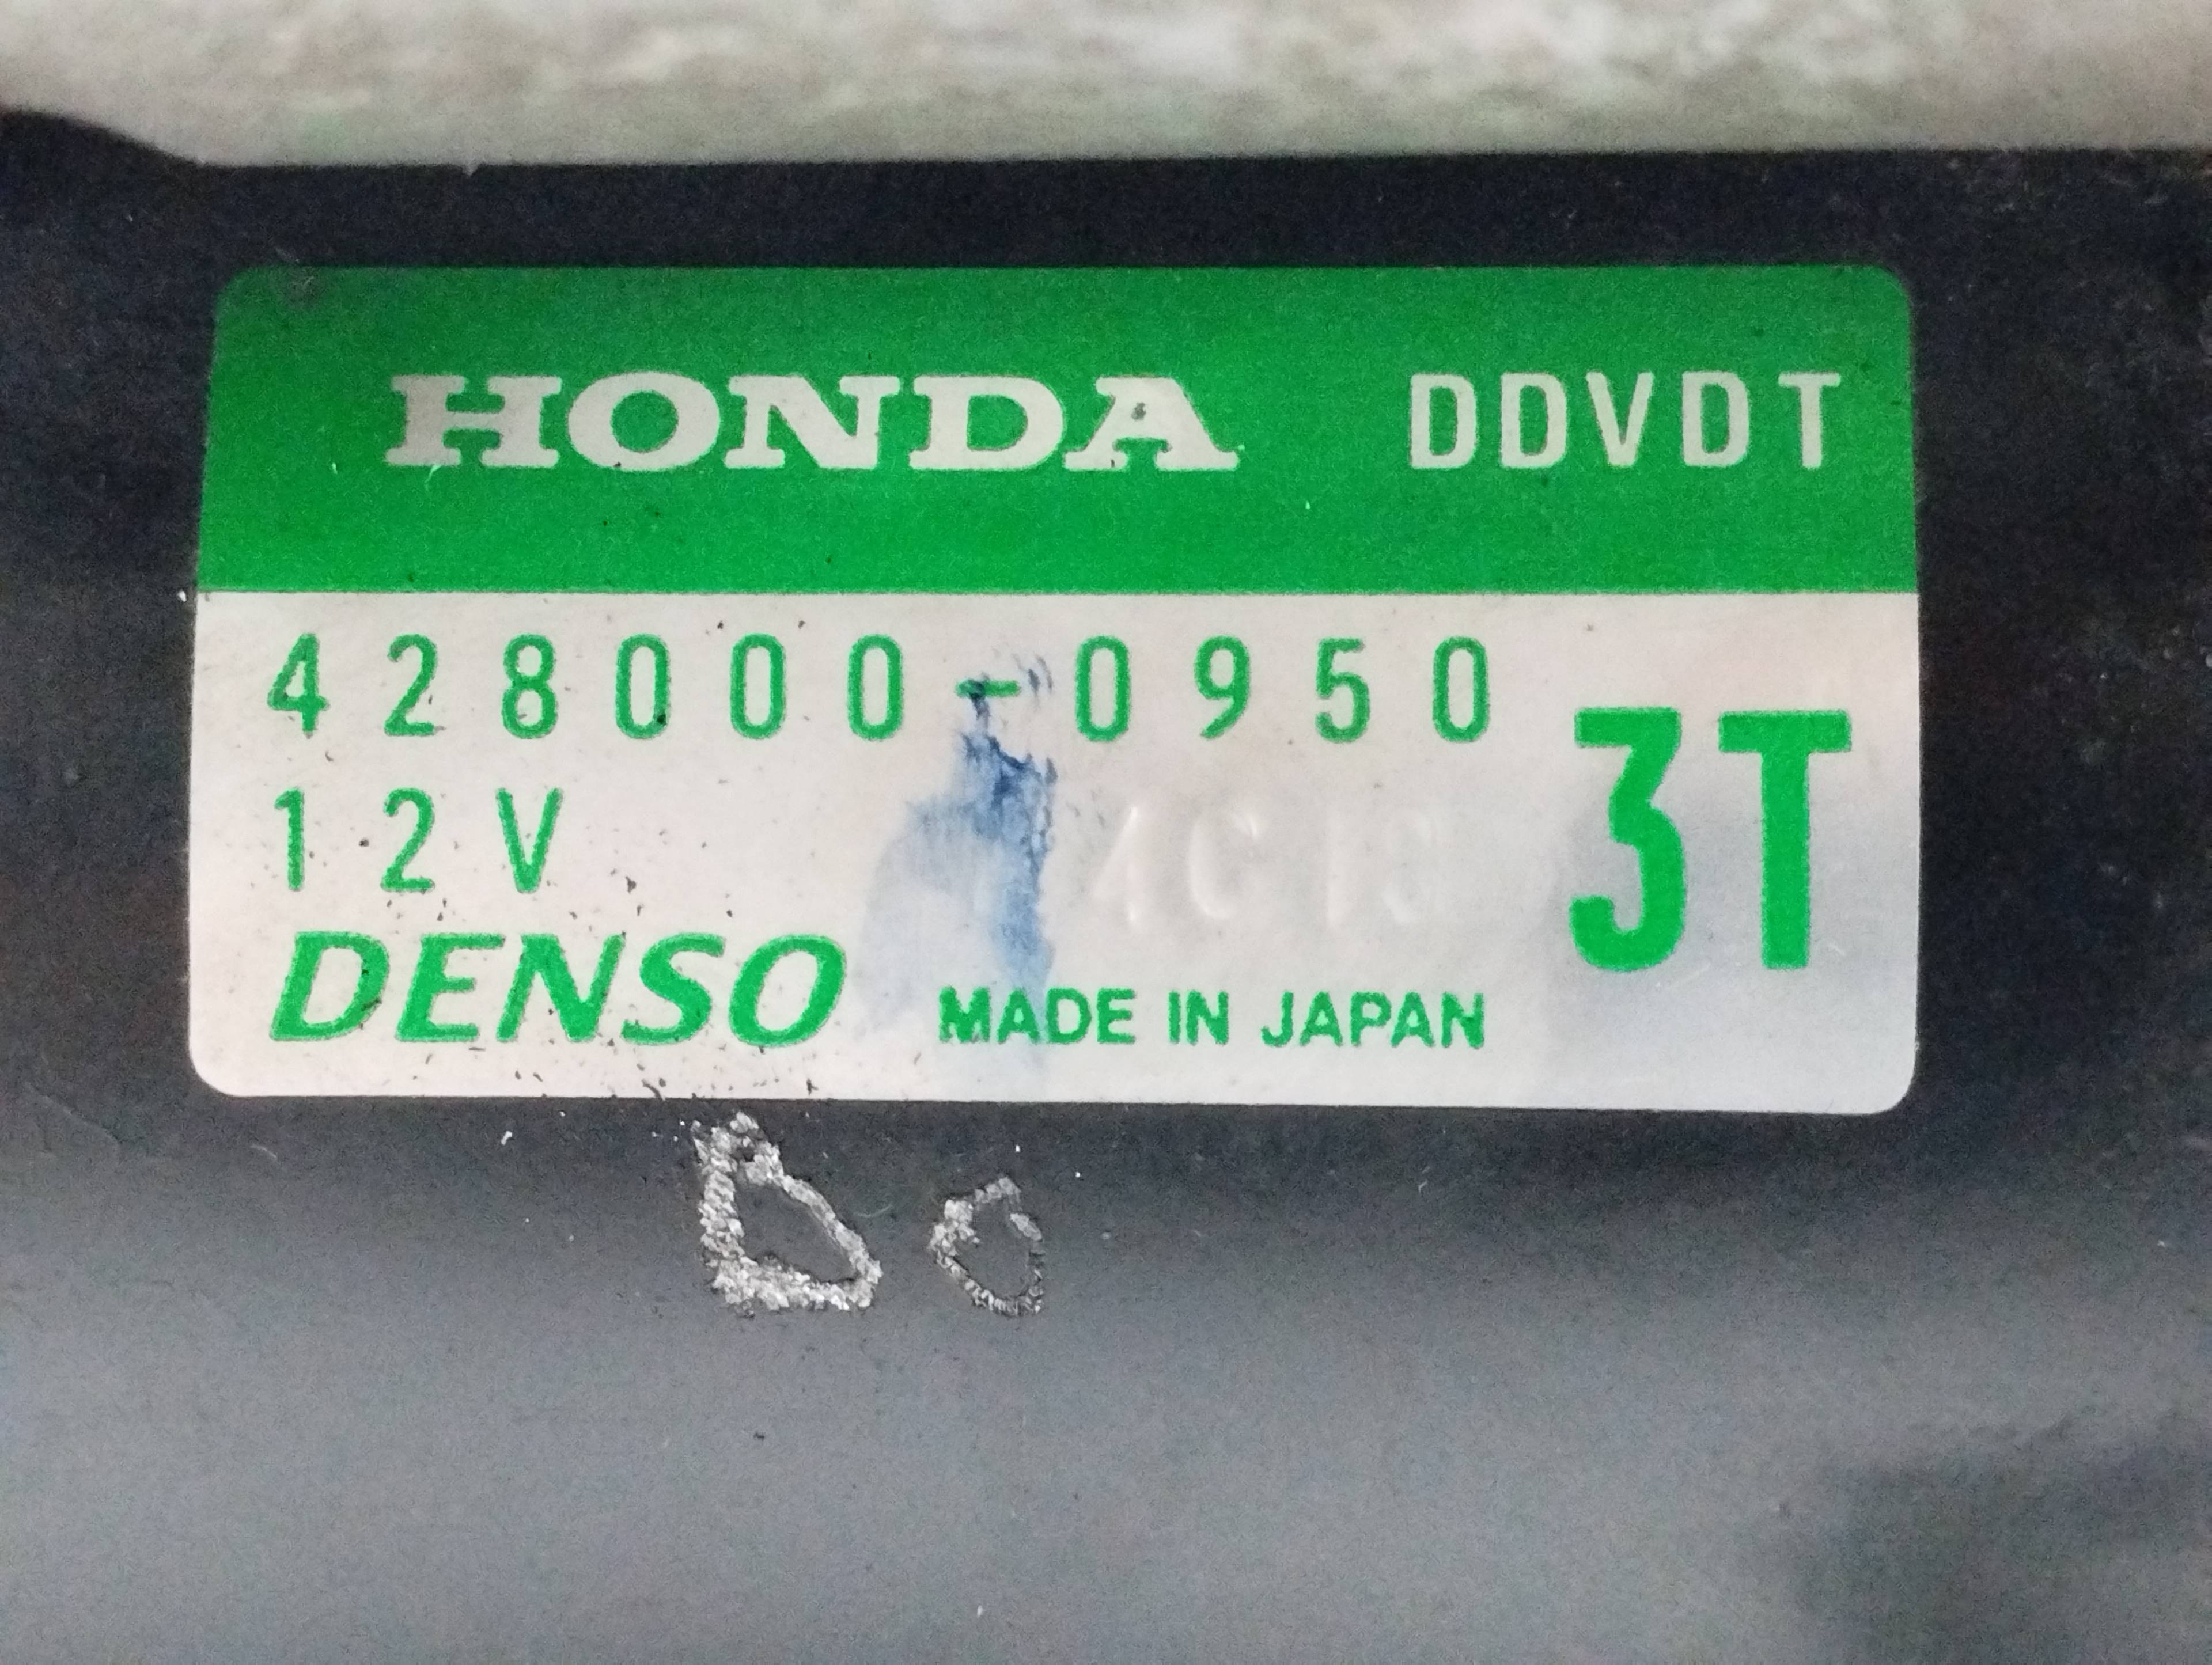 HONDA DDVDT
428000-0950
12V
3T
DENSO MADE IN JAPAN